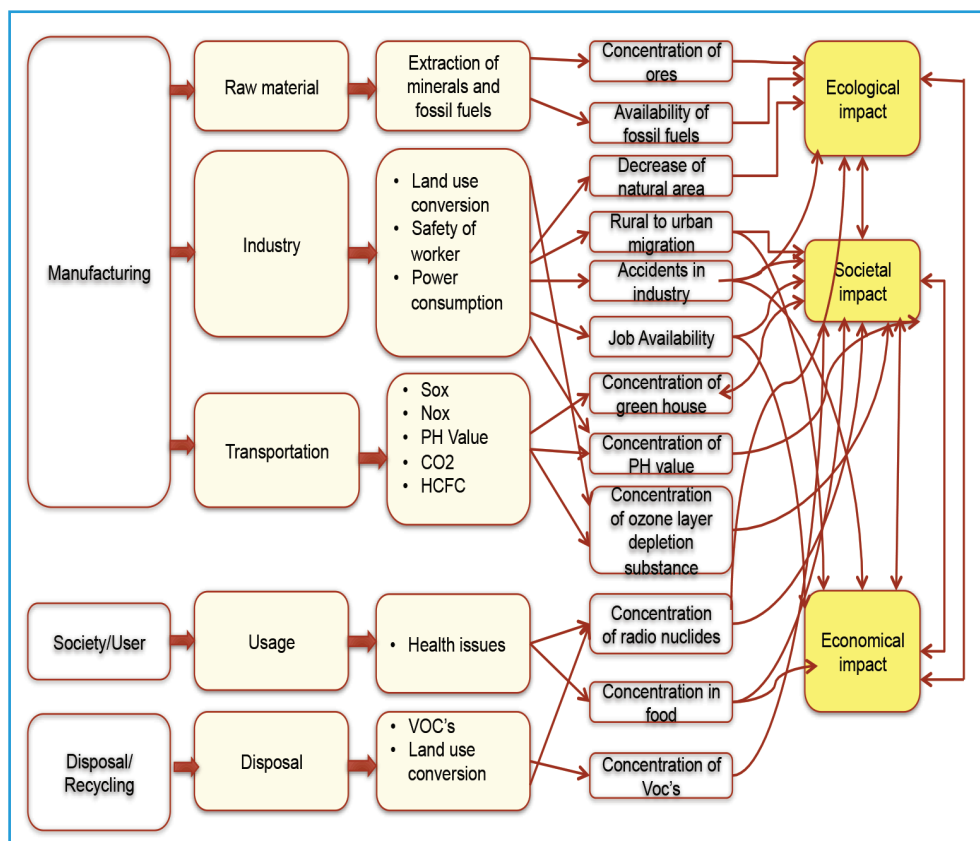 Manufacturing
Raw material
Extraction of
minerals and
fossil fuels
Concentration of
ores
Availability of
fossil fuels
Ecological
impact
Industry
• Land use
conversion
• Safety of
worker
• Power
consumption
Decrease of
natural area
Rural to urban
migration
Accidents in
industry
Job Availability
Societal
impact
Transportation
• Sox
• Nox
• PH Value
• CO2
• HCFC
Concentration of
green house
Concentration of
PH value
Concentration
of ozone layer
depletion
substance
Society/User
Usage
• Health issues
Concentration
of radio nuclides
Concentration in
food
Economical
impact
Disposal/
Recycling
Disposal
• VOC's
• Land use
conversion
Concentration of
Voc's